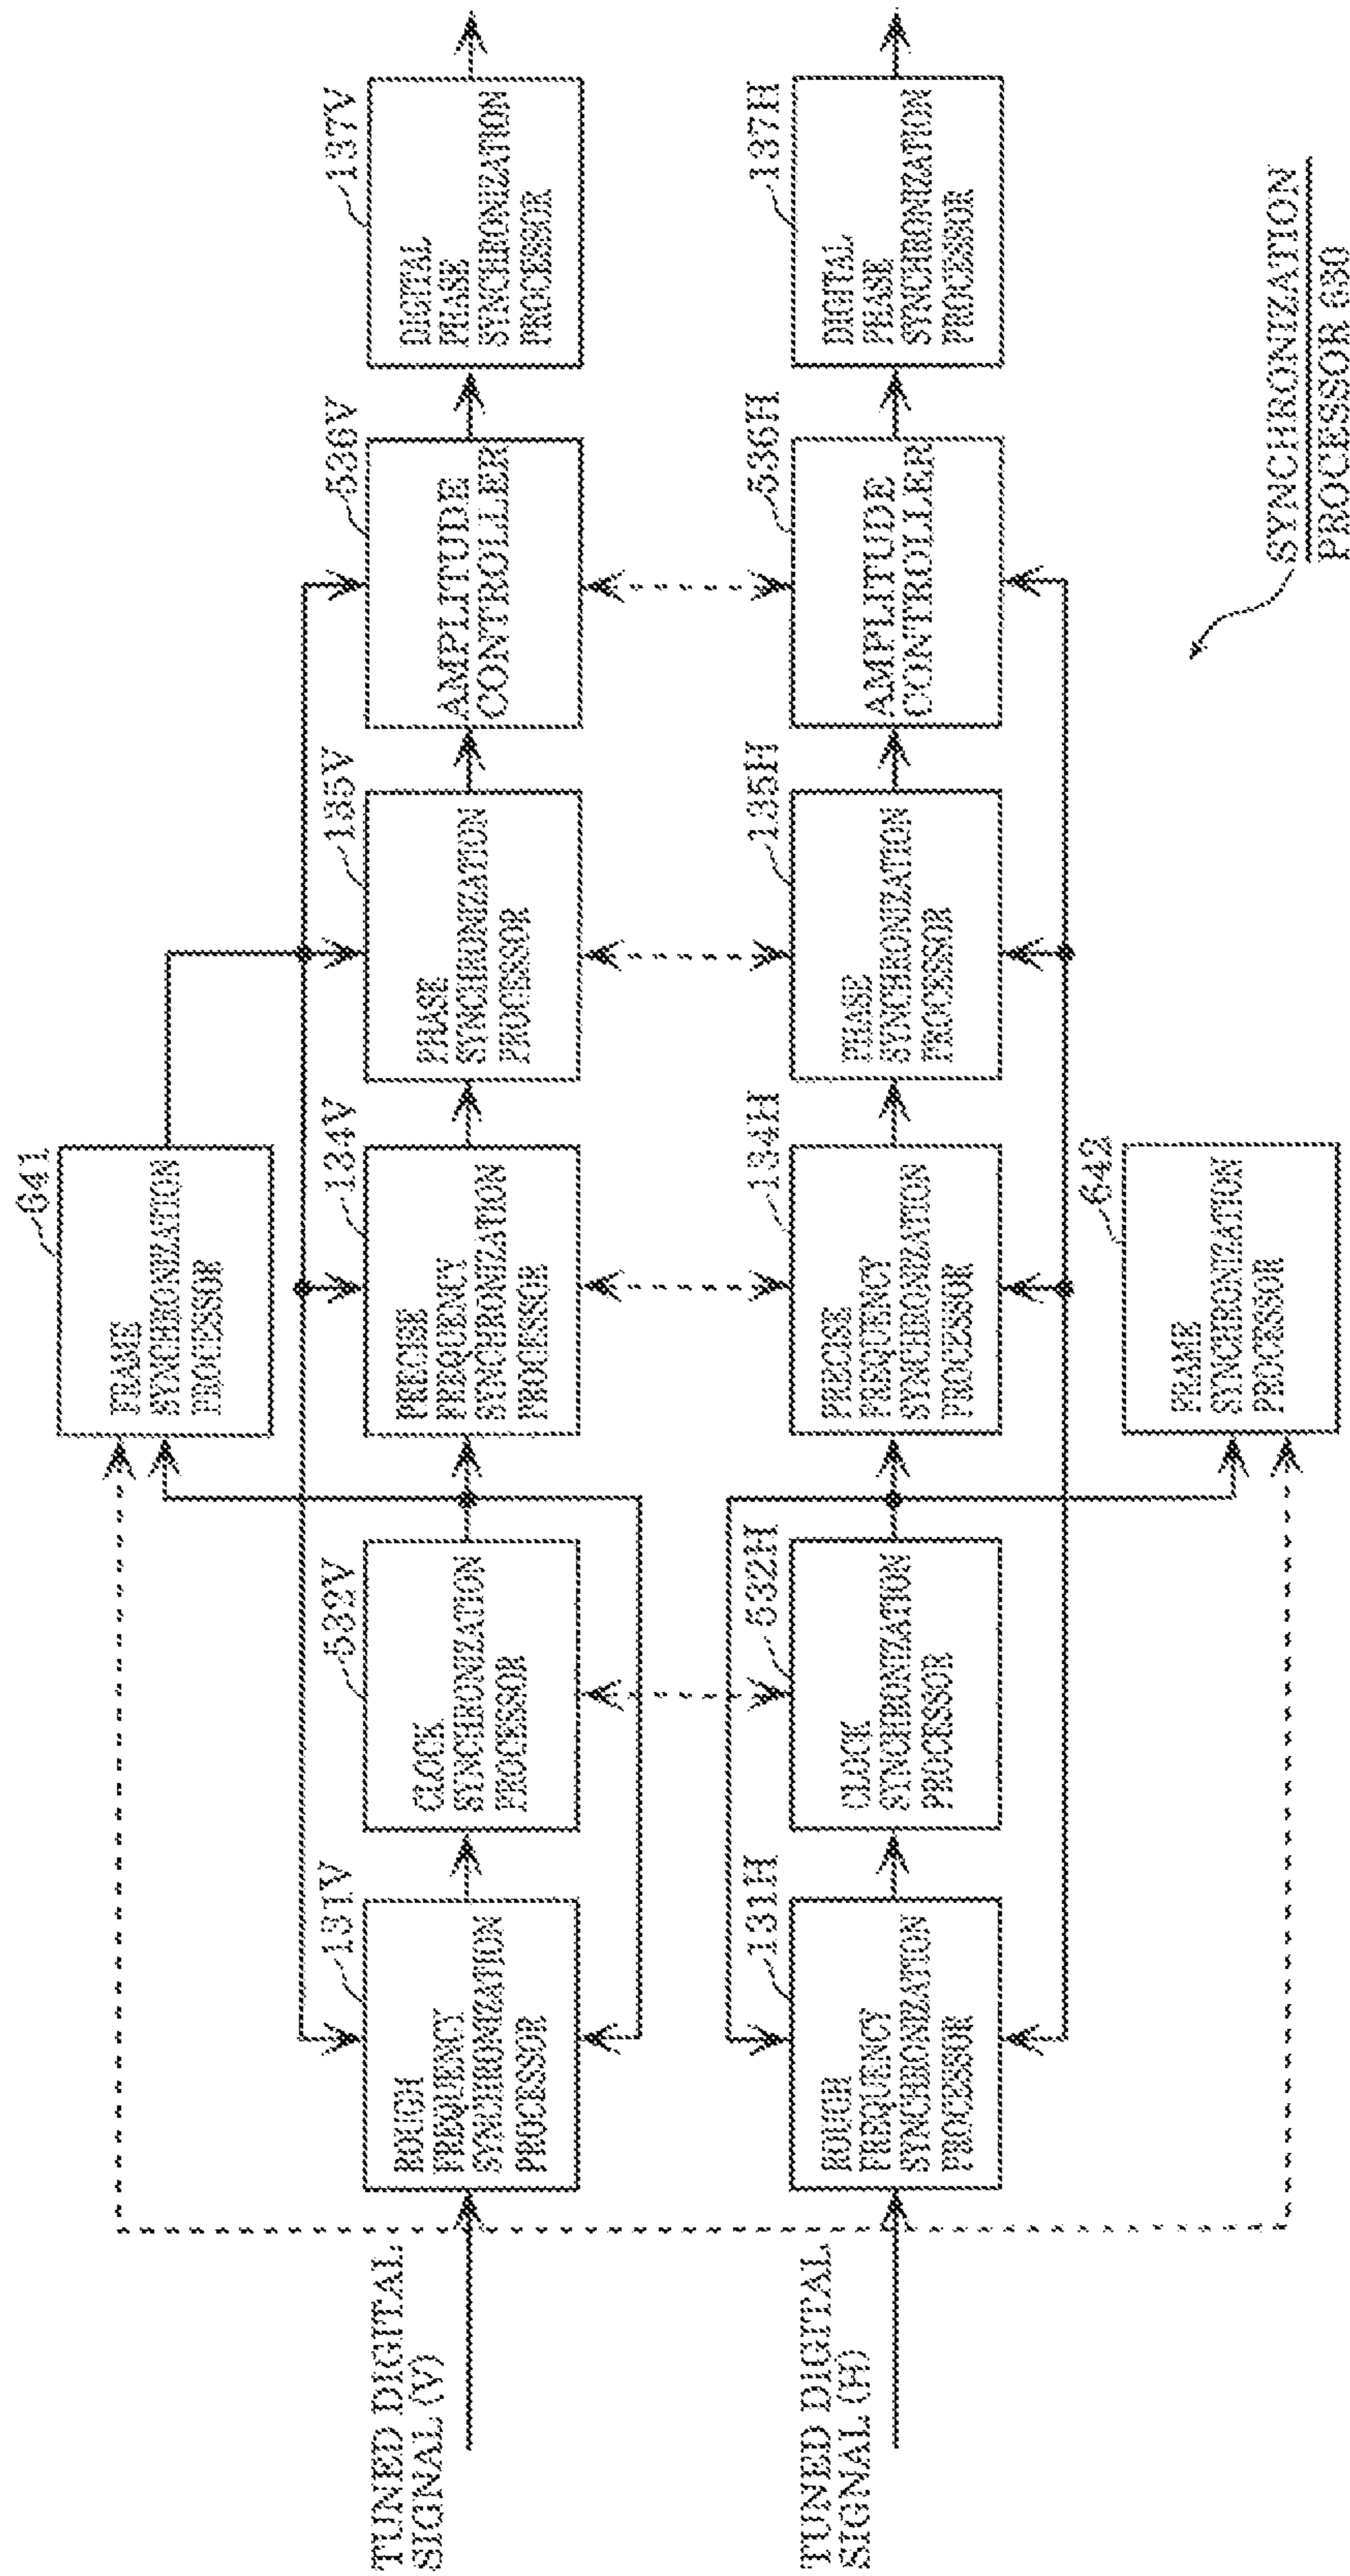 641
FRAME
SYNCHRONIZATION
PROCESSOR
TUNED DIGITAL
SIGNAL (V)
131V
ROUGH
FREQUENCY
SYNCHRONIZATION
PROCESSOR
532V
CLOCK
SYNCHRONIZATION
PROCESSOR
134V
PRECISE
FREQUENCY
SYNCHRONIZATION
PROCESSOR
135V
PHASE
SYNCHRONIZATION
PROCESSOR
536V
AMPLITUDE
CONTROLLER
137V
DIGITAL
PHASE
SYNCHRONIZATION
PROCESSOR
TUNED DIGITAL
SIGNAL (H)
131H
ROUGH
FREQUENCY
SYNCHRONIZATION
PROCESSOR
532H
CLOCK
SYNCHRONIZATION
PROCESSOR
134H
PRECISE
FREQUENCY
SYNCHRONIZATION
PROCESSOR
135H
PHASE
SYNCHRONIZATION
PROCESSOR
536H
AMPLITUDE
CONTROLLER
137H
DIGITAL
PHASE
SYNCHRONIZATION
PROCESSOR
642
FRAME
SYNCHRONIZATION
PROCESSOR
SYNCHRONIZATION
PROCESSOR 630